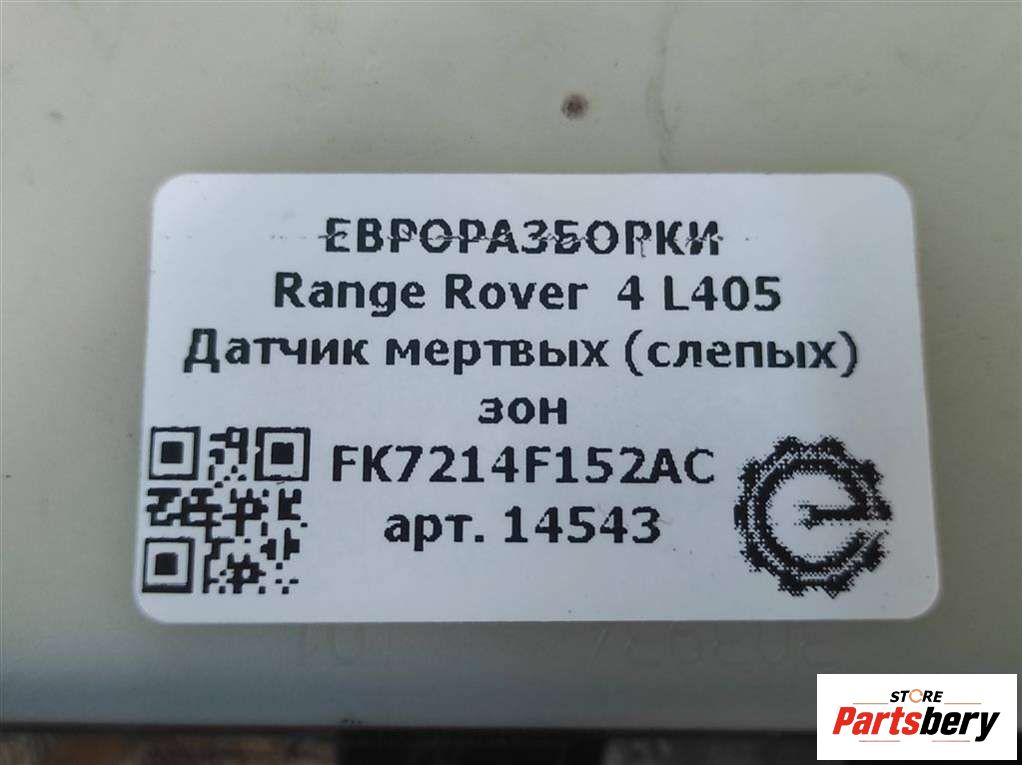 ЕВРОРАЗБОРКИ
Range Rover 4 L405
Датчик мертвых (слепых)
зон
FK7214F152AC
арт. 14543
STORE
Partsbery